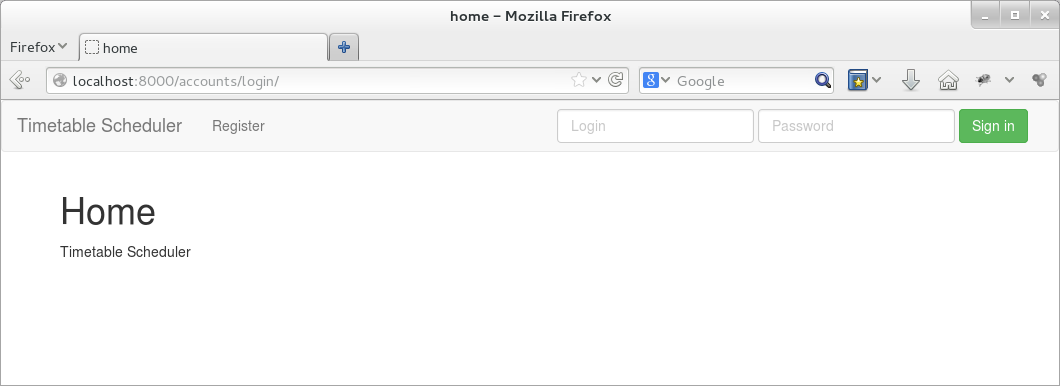 home - Mozilla Firefox
Firefox
home
localhost:8000/accounts/login/
Google
Timetable Scheduler Register Login Password Sign in
Home
Timetable Scheduler